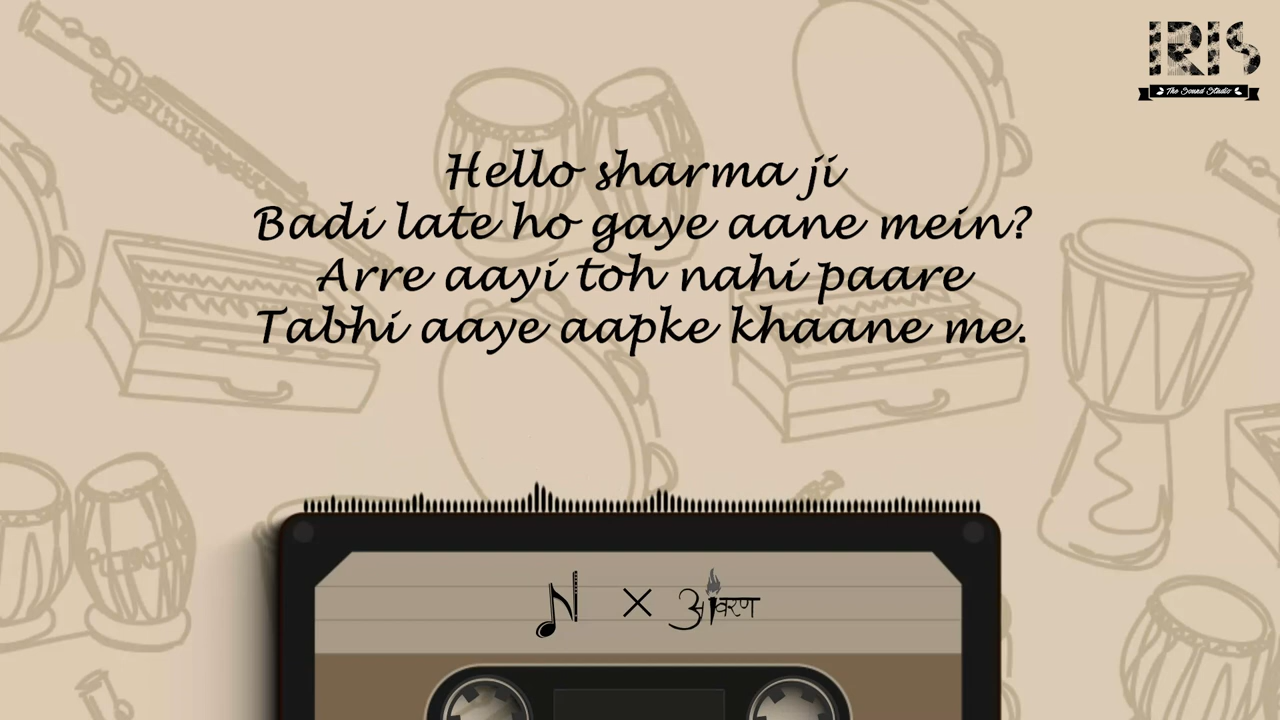 IRIS
The Sound Studio
Hello sharma ji
Badi late ho gaye aane mein?
Arre aayi toh nahi paare
Tabhi aaye aapke khaane me.
N × आवरण